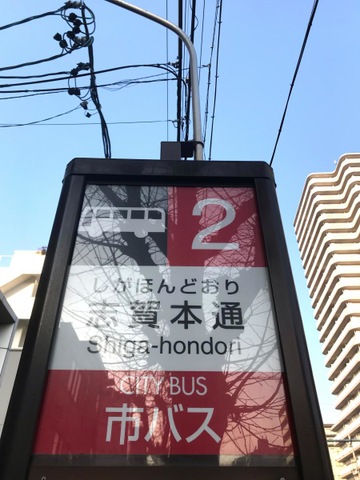 2
しがほんどおり
志賀本通
Shiga-hondori
CITY BUS
市バス